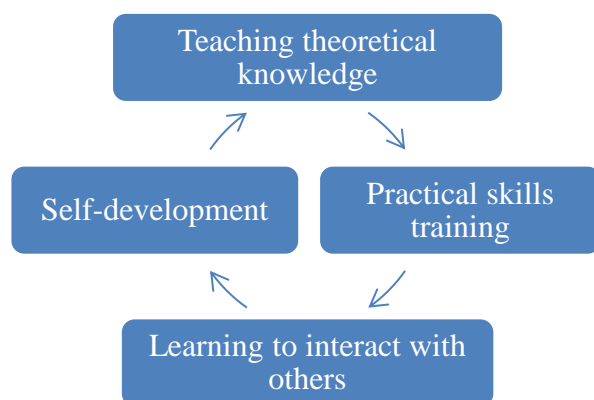 Teaching theoretical
knowledge
Self-development
Practical skills
training
Learning to interact with
others